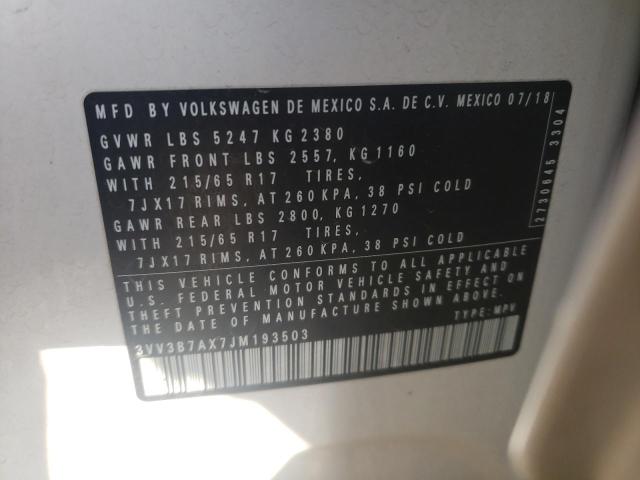 MFD BY VOLKSWAGEN DE MEXICO S.A. DE C.V. MEXICO 07/18
GVWR LBS 5247 KG 2380
GAWR FRONT LBS 2557, KG 1160
WITH 215/65 R17 TIRES,
7JX17 RIMS, AT 260 KPA, 38 PSI COLD
GAWR REAR LBS 2800, KG 1270
WITH 215/65 R17 TIRES,
7JX17 RIMS, AT 260 KPA, 38 PSI COLD
THIS VEHICLE CONFORMS TO ALL APPLICABLE
U.S. FEDERAL MOTOR VEHICLE SAFETY AND
THEFT PREVENTION STANDARDS IN EFFECT ON
THE DATE OF MANUFACTURE SHOWN ABOVE.
TYPE: MPV
3VV3B7AX7JM193503
2730645 3304